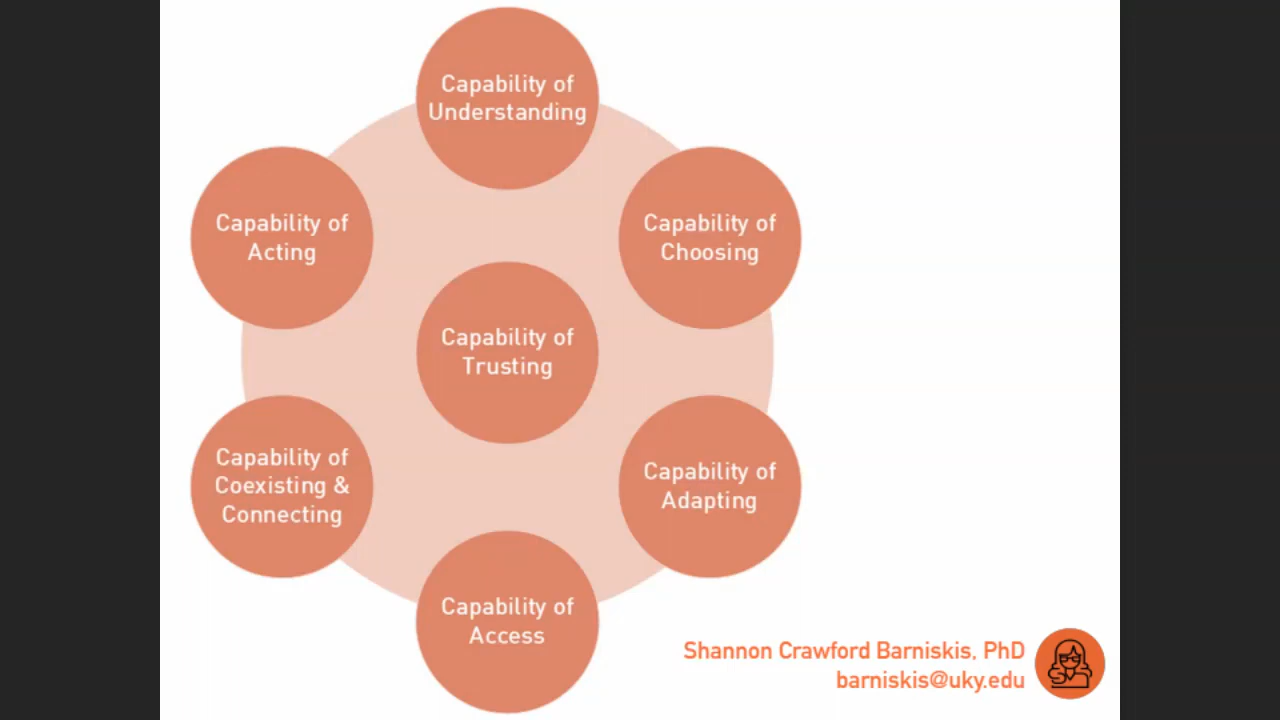 Capability of
Understanding
Capability of
Acting
Capability of
Choosing
Capability of
Trusting
Capability of
Coexisting &
Connecting
Capability of
Adapting
Capability of
Access
Shannon Crawford Barniskis, PhD
barniskis@uky.edu